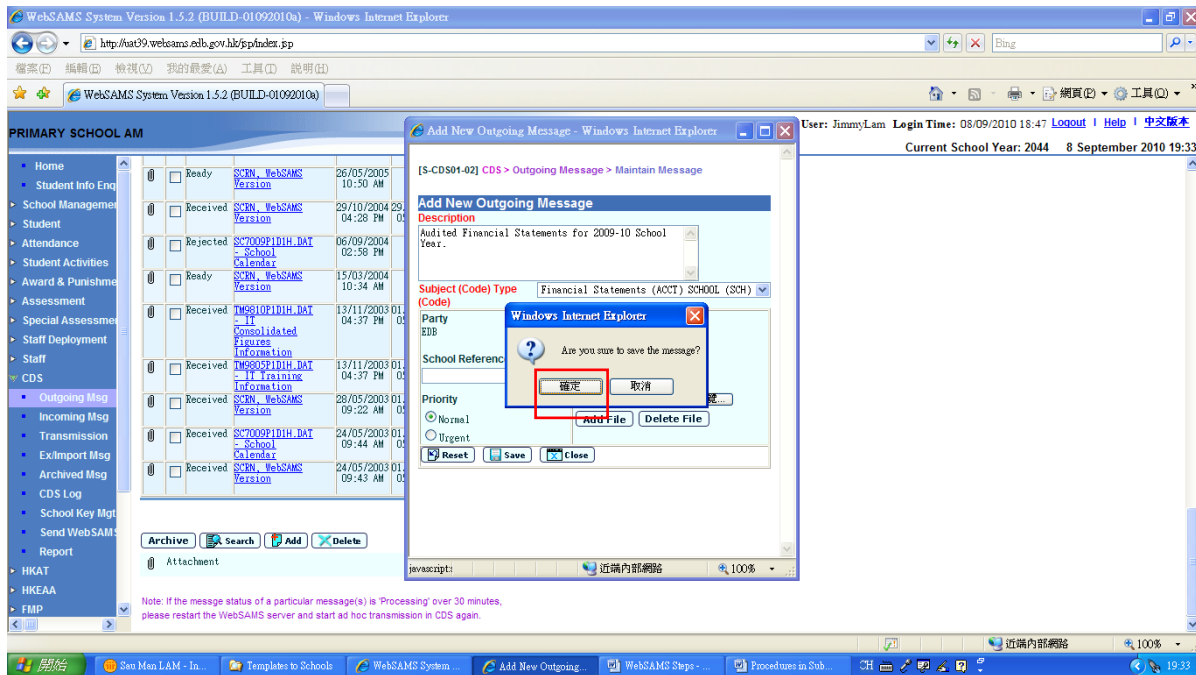 WebSAMS System Version 1.5.2 (BUILD-01092010a) - Windows Internet Explorer
http://uat39.websams.edb.gov.hk/jsp/index.jsp
Bing
檔案(F) 編輯(E) 檢視(V) 我的最愛(A) 工具(T) 說明(H)
WebSAMS System Version 1.5.2 (BUILD-01092010a)
網頁(P) 工具(O)
PRIMARY SCHOOL AM
User: JimmyLam Login Time: 08/09/2010 18:47 Logout | Help | 中文版本
Current School Year: 2044 8 September 2010 19:33
Home
Student Info Enq
School Managemen
Student
Attendance
Student Activities
Award & Punishme
Assessment
Special Assessmen
Staff Deployment
Staff
CDS
Outgoing Msg
Incoming Msg
Transmission
Ex/Import Msg
Archived Msg
CDS Log
School Key Mgt
Send WebSAMS
Report
HKAT
HKEAA
FMP
Ready SCRN, WebSAMS Version 26/05/2005 10:50 AM
Received SCRN, WebSAMS Version 29/10/2004 04:28 PM 29.
Rejected SC7009P1D1H.DAT - School Calendar 06/09/2004 02:58 PM
Ready SCRN, WebSAMS Version 15/03/2004 10:34 AM
Received TM9810P1D1H.DAT - IT Consolidated Figures Information 13/11/2003 04:37 PM 01.
Received TM9805P1D1H.DAT - IT Training Information 13/11/2003 04:37 PM 01.
Received SCRN, WebSAMS Version 28/05/2003 09:22 AM 01.
Received SC7009P1D1H.DAT - School Calendar 24/05/2003 09:44 AM 01.
Received SCRN, WebSAMS Version 24/05/2003 09:43 AM 01.
Archive Search Add Delete
Attachment
Note: If the messge status of a particular message(s) is 'Processing' over 30 minutes,
please restart the WebSAMS server and start ad hoc transmission in CDS again.
Add New Outgoing Message - Windows Internet Explorer
[S-CDS01-02] CDS > Outgoing Message > Maintain Message
Add New Outgoing Message
Description
Audited Financial Statements for 2009-10 School
Year.
Subject (Code) Type
(Code)
Financial Statements (ACCT) SCHOOL (SCH)
Party
EDB
School Referenc
Priority
Normal
Urgent
覽...
Add File Delete File
Reset Save Close
Windows Internet Explorer
Are you sure to save the message?
確定 取消
javascript: 近端內部網路 100%
近端內部網路 100%
開始 Sau Man LAM - In... Templates to Schools WebSAMS System ... Add New Outgoing... WebSAMS Steps - ... Procedures in Sub... CH 19:33